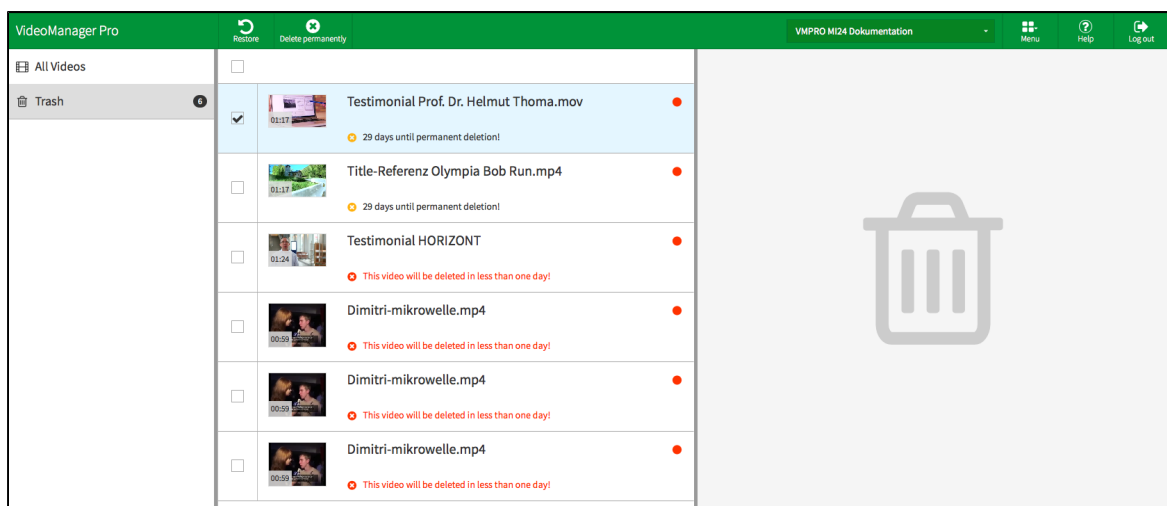 VideoManager Pro
Restore
Delete permanently
VMPRO MI24 Dokumentation
Menu
Help
Log out
All Videos
Trash
6
Testimonial Prof. Dr. Helmut Thoma.mov
01:17
29 days until permanent deletion!
Title-Referenz Olympia Bob Run.mp4
01:17
29 days until permanent deletion!
Testimonial HORIZONT
01:24
This video will be deleted in less than one day!
Dimitri-mikrowelle.mp4
00:59
This video will be deleted in less than one day!
Dimitri-mikrowelle.mp4
00:59
This video will be deleted in less than one day!
Dimitri-mikrowelle.mp4
00:59
This video will be deleted in less than one day!